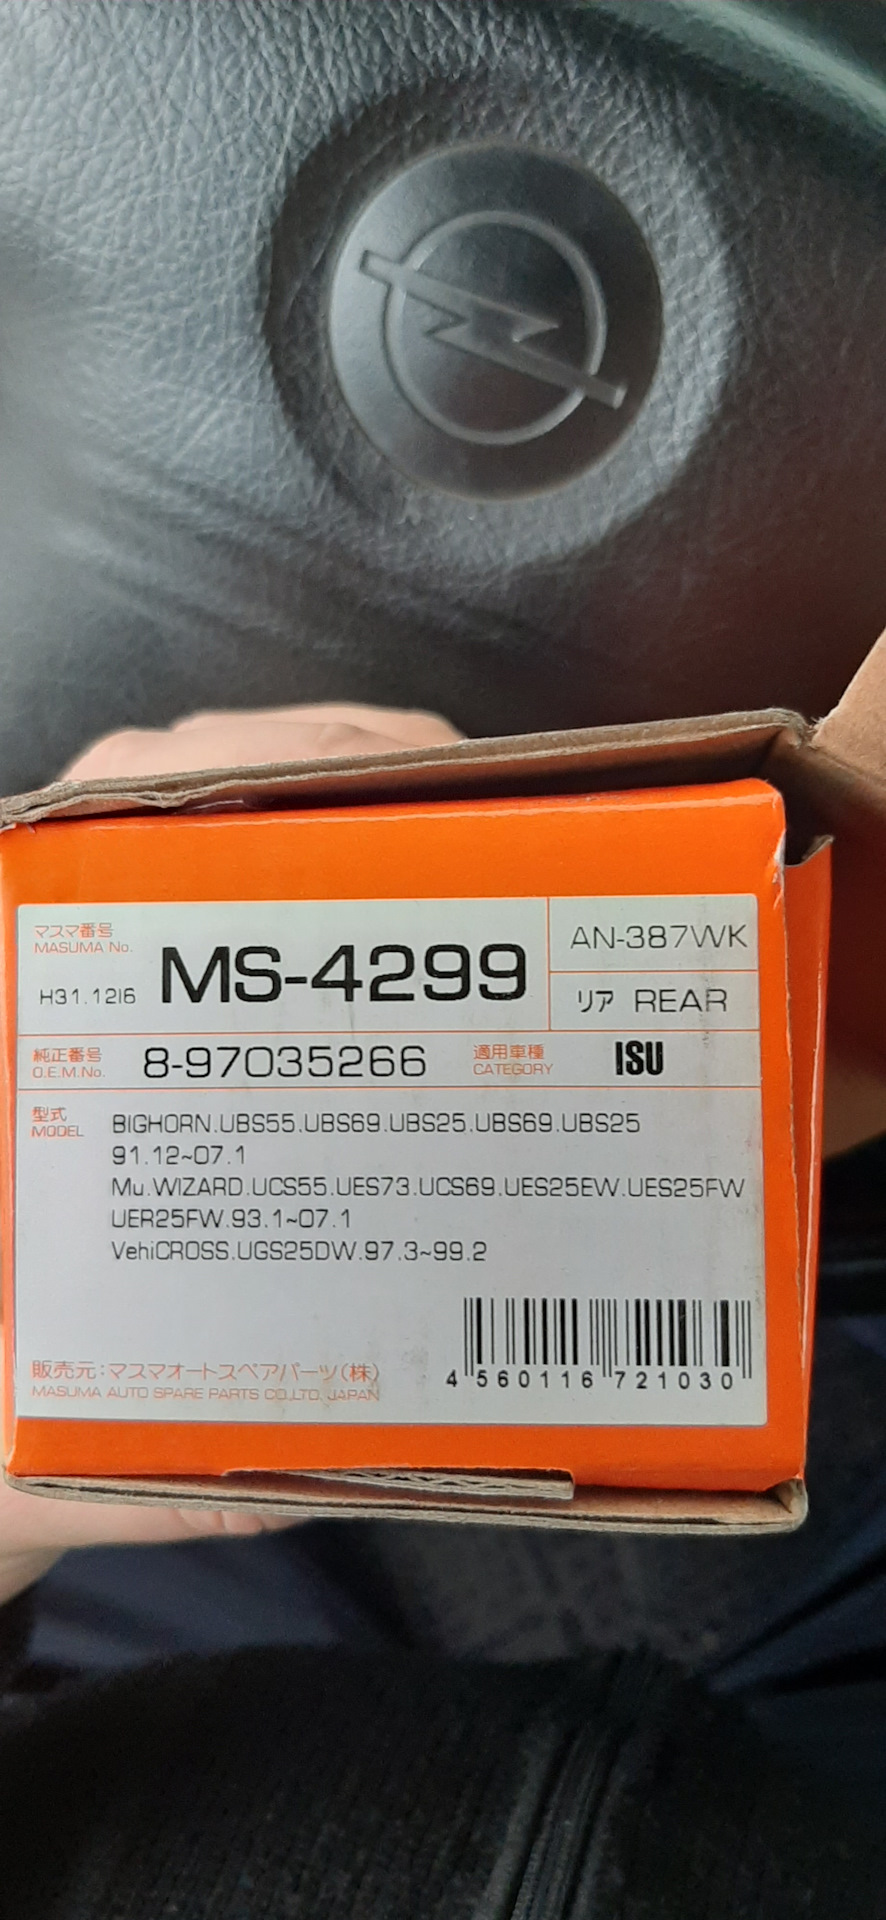 マスマ番号
MASUMA No.
H31.12I6
MS-4299
AN-387WK
リア REAR
純正番号
O.E.M.No.
8-97035266
適用車種
CATEGORY
ISU
型式
MODEL
BIGHORN.UBS55.UBS69.UBS25.UBS69.UBS25
91.12~07.1
Mu.WIZARD.UCS55.UES73.UCS69.UES25EW.UES25FW
UER25FW.93.1~07.1
VehiCROSS.UGS25DW.97.3~99.2
販売元:マスマオートスペアパーツ(株)
MASUMA AUTO SPARE PARTS CO.,LTD. JAPAN
4 560116 721030